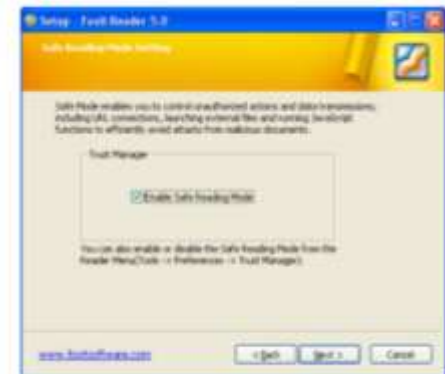 Setup - Foxit Reader 5.0
Safe Reading Mode Setting
Safe Mode enables you to control unauthorized actions and data transmissions,
including URL connections, launching external files and running JavaScript
functions to efficiently avoid attacks from malicious documents.
Trust Manager
Enable Safe Reading Mode
You can also enable or disable the Safe Reading Mode from the
Reader Menu(Tools -> Preferences -> Trust Manager).
www.foxitsoftware.com
< Back
Next >
Cancel